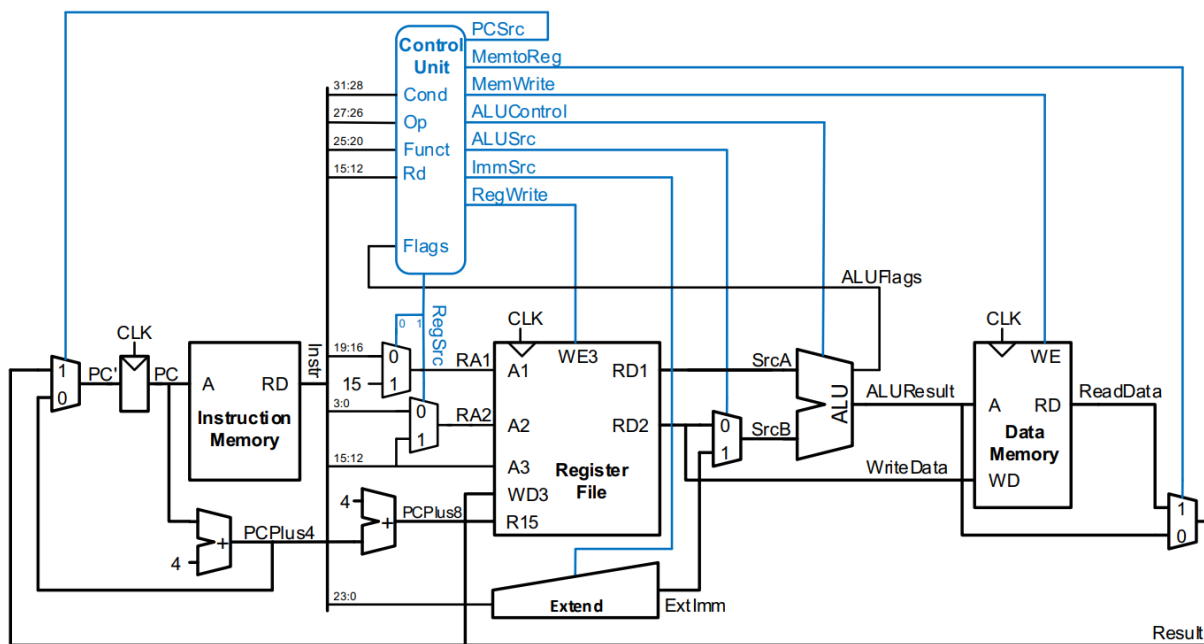 PCSrc
Control
Unit
MemtoReg
MemWrite
ALUControl
ALUSrc
ImmSrc
RegWrite
31:28
Cond
27:26
Op
25:20
Funct
15:12
Rd
Flags
ALUFlags
RegSrc
0 1
Instr
CLK
1
0
PC'
PC
A RD
Instruction
Memory
19:16
0
15
1
RA1
3:0
0
1
RA2
15:12
CLK
WE3
A1 RD1
A2 RD2
A3
Register
File
WD3
R15
SrcA
0
1
SrcB
ALU
ALUResult
WriteData
CLK
WE
A RD
Data
Memory
WD
ReadData
1
0
4
+
PCPlus4
4
+
PCPlus8
23:0
Extend
ExtImm
Result